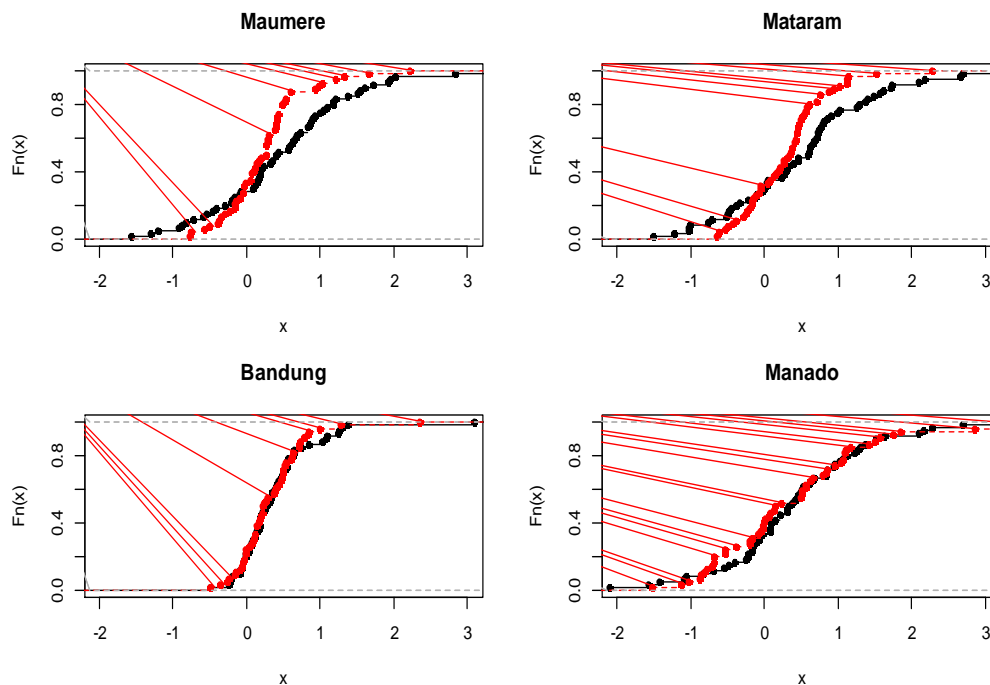 Maumere
Fn(x)
0.0 0.4 0.8
-2 -1 0 1 2 3
x
Mataram
Fn(x)
0.0 0.4 0.8
-2 -1 0 1 2 3
x
Bandung
Fn(x)
0.0 0.4 0.8
-2 -1 0 1 2 3
x
Manado
Fn(x)
0.0 0.4 0.8
-2 -1 0 1 2 3
x